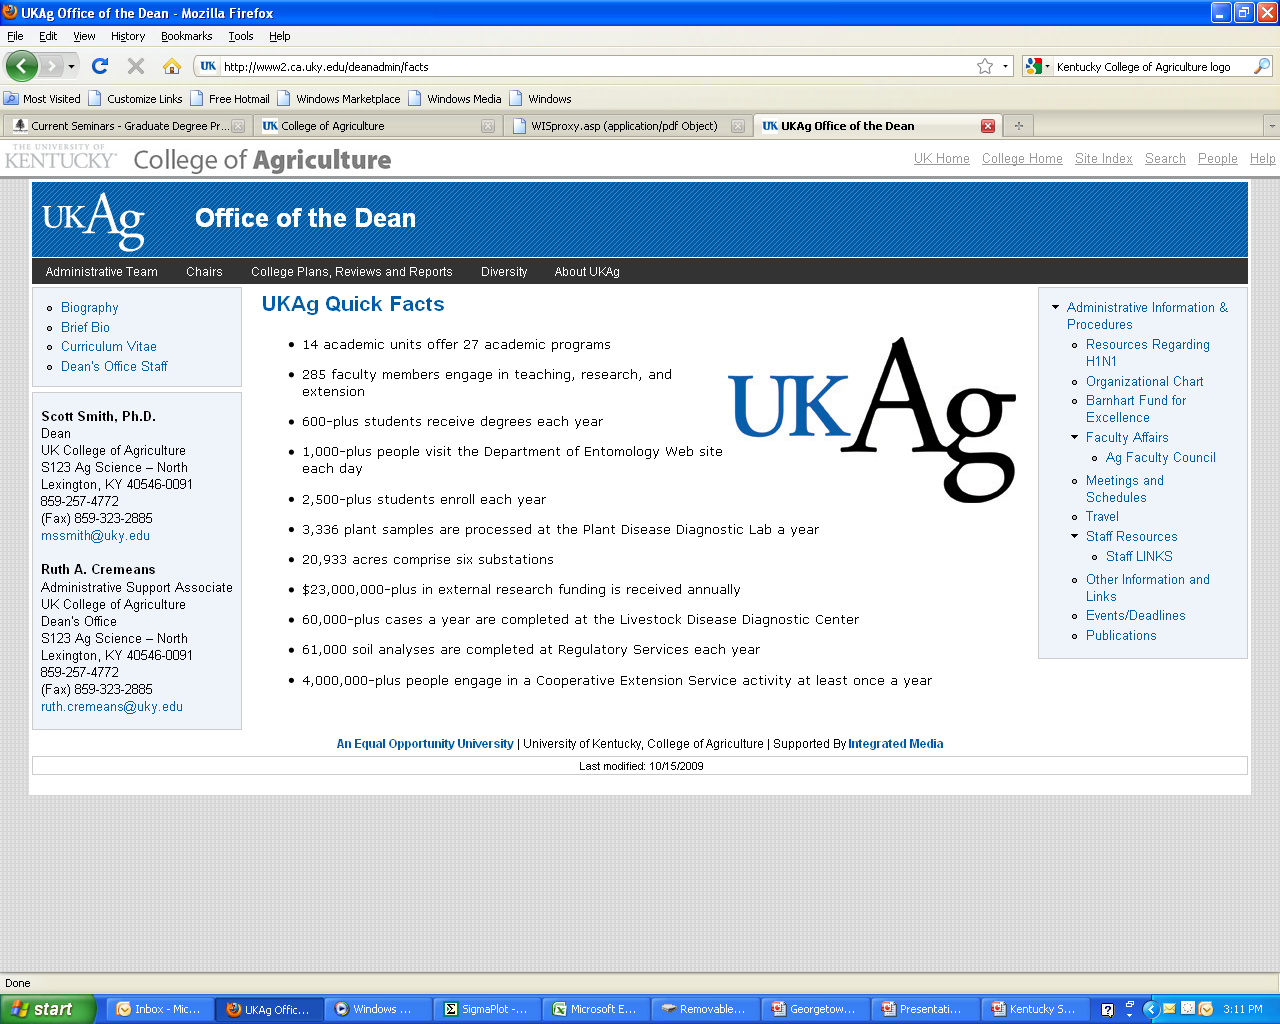 UKAg Office of the Dean - Mozilla Firefox
File Edit View History Bookmarks Tools Help
UK http://www2.ca.uky.edu/deanadmin/facts
Kentucky College of Agriculture logo
Most Visited Customize Links Free Hotmail Windows Marketplace Windows Media Windows
Current Seminars - Graduate Degree Pr... UK College of Agriculture WISproxy.asp (application/pdf Object) UK UKAg Office of the Dean
THE UNIVERSITY OF
KENTUCKY College of Agriculture
UK Home College Home Site Index Search People Help
UKAg Office of the Dean
Administrative Team Chairs College Plans, Reviews and Reports Diversity About UKAg
Biography
Brief Bio
Curriculum Vitae
Dean's Office Staff
Scott Smith, Ph.D.
Dean
UK College of Agriculture
S123 Ag Science – North
Lexington, KY 40546-0091
859-257-4772
(Fax) 859-323-2885
mssmith@uky.edu
Ruth A. Cremeans
Administrative Support Associate
UK College of Agriculture
Dean's Office
S123 Ag Science – North
Lexington, KY 40546-0091
859-257-4772
(Fax) 859-323-2885
ruth.cremeans@uky.edu
UKAg Quick Facts
14 academic units offer 27 academic programs
285 faculty members engage in teaching, research, and
extension
600-plus students receive degrees each year
1,000-plus people visit the Department of Entomology Web site
each day
2,500-plus students enroll each year
3,336 plant samples are processed at the Plant Disease Diagnostic Lab a year
20,933 acres comprise six substations
$23,000,000-plus in external research funding is received annually
60,000-plus cases a year are completed at the Livestock Disease Diagnostic Center
61,000 soil analyses are completed at Regulatory Services each year
4,000,000-plus people engage in a Cooperative Extension Service activity at least once a year
UKAg
Administrative Information &
Procedures
Resources Regarding
H1N1
Organizational Chart
Barnhart Fund for
Excellence
Faculty Affairs
Ag Faculty Council
Meetings and
Schedules
Travel
Staff Resources
Staff LINKS
Other Information and
Links
Events/Deadlines
Publications
An Equal Opportunity University | University of Kentucky, College of Agriculture | Supported By Integrated Media
Last modified: 10/15/2009
Done
start Inbox - Mic... UKAg Offic... Windows ... SigmaPlot -... Microsoft E... Removable... Georgetow... Presentati... Kentucky S... 3:11 PM